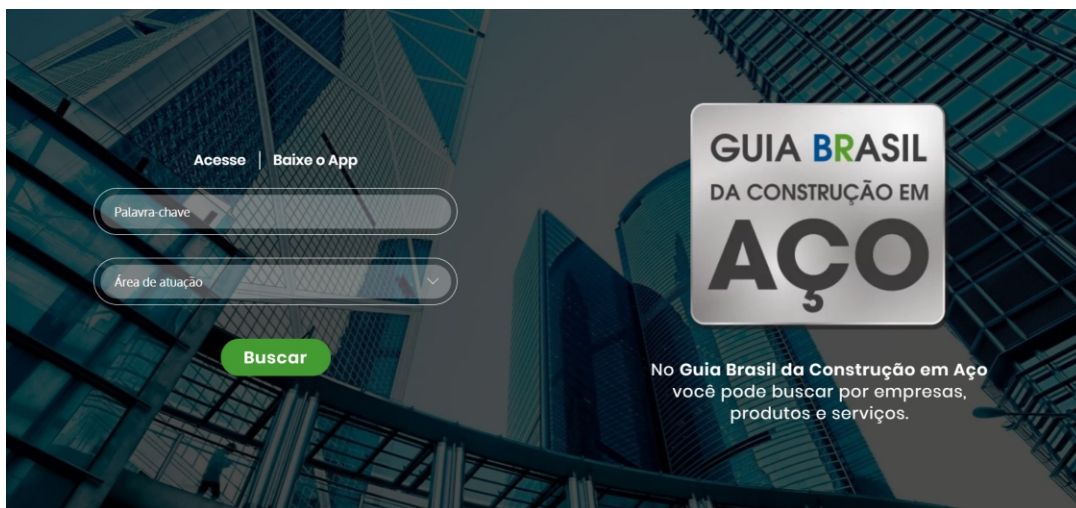 Acesse | Baixe o App
Palavra-chave
Área de atuação
Buscar
GUIA BRASIL
DA CONSTRUÇÃO EM
AÇO
No Guia Brasil da Construção em Aço
você pode buscar por empresas,
produtos e serviços.